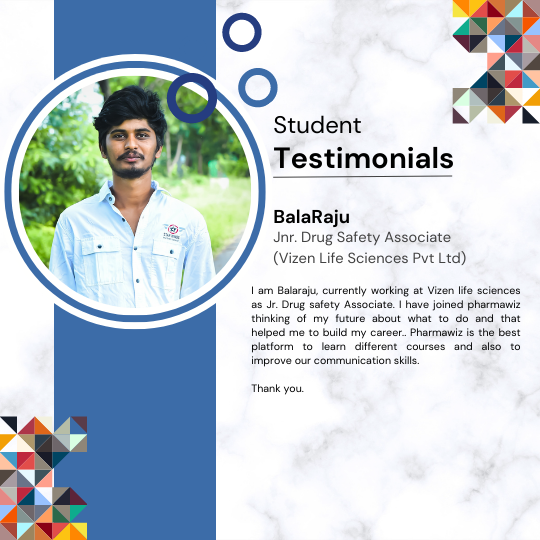 Student
Testimonials
BalaRaju
Jnr. Drug Safety Associate
(Vizen Life Sciences Pvt Ltd)
I am Balaraju, currently working at Vizen life sciences
as Jr. Drug safety Associate. I have joined pharmawiz
thinking of my future about what to do and that
helped me to build my career.. Pharmawiz is the best
platform to learn different courses and also to
improve our communication skills.
Thank you.